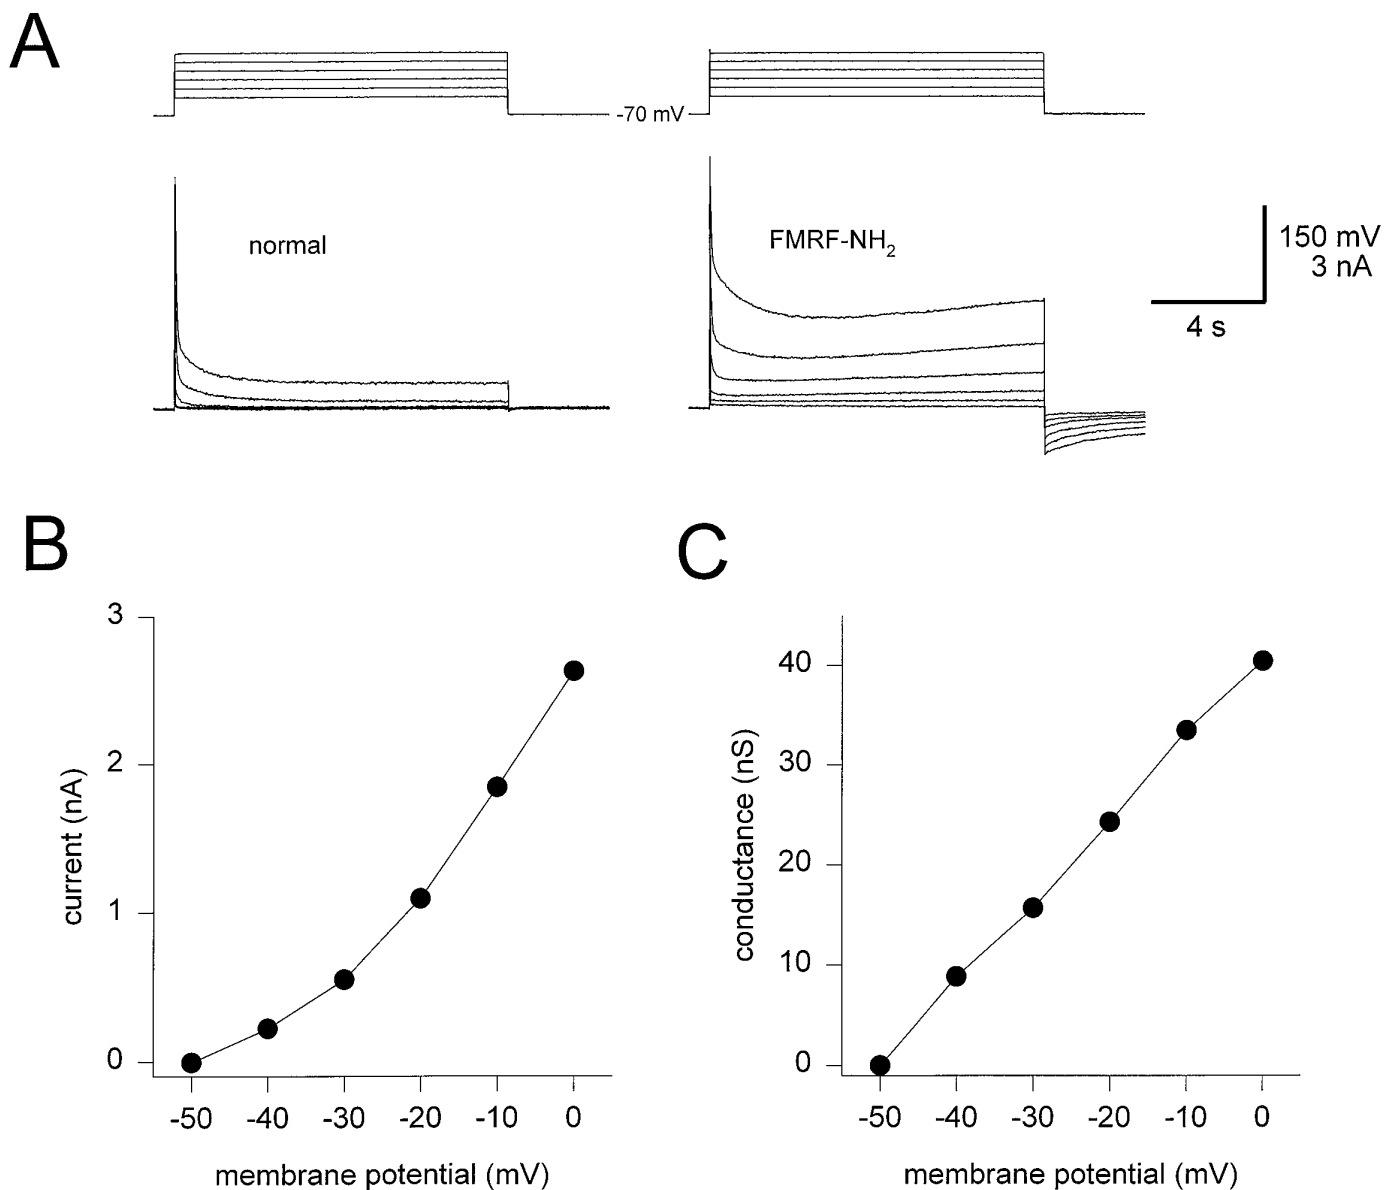 A
-70 mV
normal
FMRF-NH2
150 mV
3 nA
4 s
B
3
2
1
0
current (nA)
-50 -40 -30 -20 -10 0
membrane potential (mV)
C
40
30
20
10
0
conductance (nS)
-50 -40 -30 -20 -10 0
membrane potential (mV)